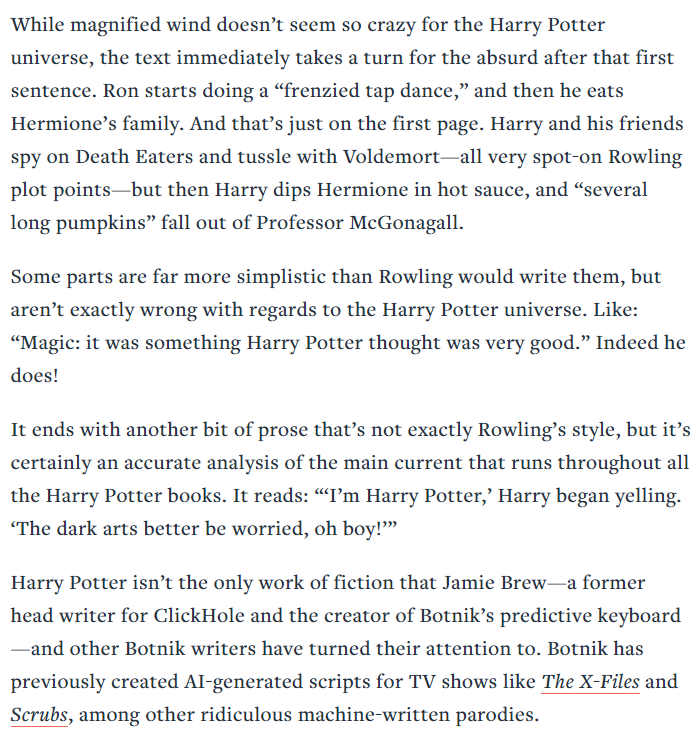 While magnified wind doesn’t seem so crazy for the Harry Potter
universe, the text immediately takes a turn for the absurd after that first
sentence. Ron starts doing a “frenzied tap dance,” and then he eats
Hermione’s family. And that’s just on the first page. Harry and his friends
spy on Death Eaters and tussle with Voldemort—all very spot-on Rowling
plot points—but then Harry dips Hermione in hot sauce, and “several
long pumpkins” fall out of Professor McGonagall.
Some parts are far more simplistic than Rowling would write them, but
aren’t exactly wrong with regards to the Harry Potter universe. Like:
“Magic: it was something Harry Potter thought was very good.” Indeed he
does!
It ends with another bit of prose that’s not exactly Rowling’s style, but it’s
certainly an accurate analysis of the main current that runs throughout all
the Harry Potter books. It reads: “‘I’m Harry Potter,’ Harry began yelling.
‘The dark arts better be worried, oh boy!’”
Harry Potter isn’t the only work of fiction that Jamie Brew—a former
head writer for ClickHole and the creator of Botnik’s predictive keyboard
—and other Botnik writers have turned their attention to. Botnik has
previously created AI-generated scripts for TV shows like The X-Files and
Scrubs, among other ridiculous machine-written parodies.